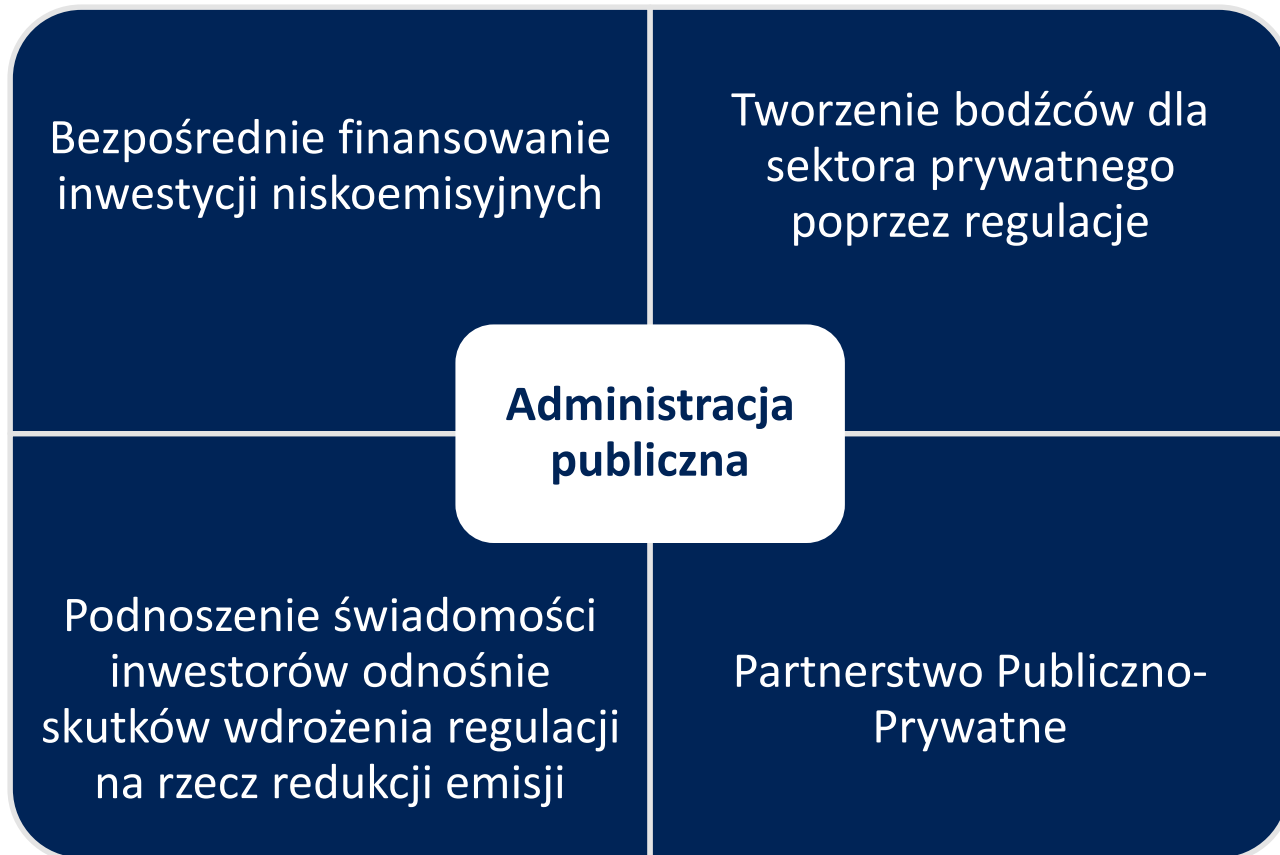 Bezpośrednie finansowanie
inwestycji niskoemisyjnych
Tworzenie bodźców dla
sektora prywatnego
poprzez regulacje
Administracja
publiczna
Podnoszenie świadomości
inwestorów odnośnie
skutków wdrożenia regulacji
na rzecz redukcji emisji
Partnerstwo Publiczno-
Prywatne